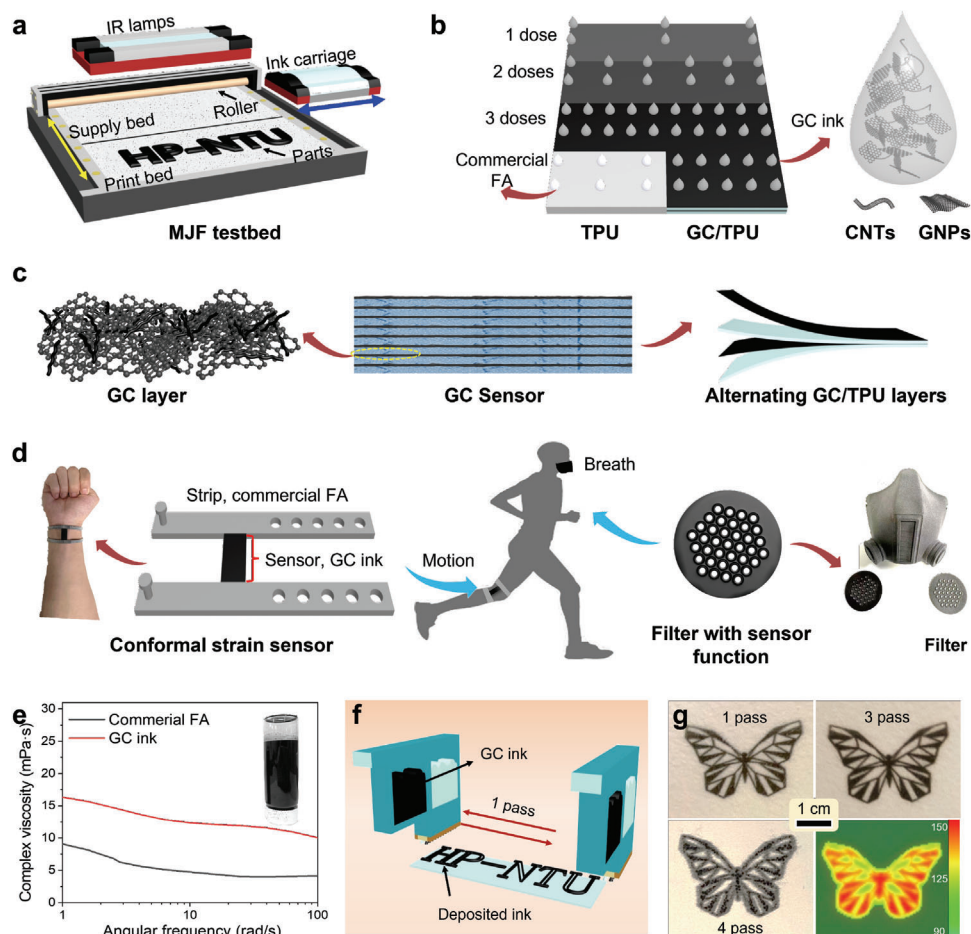 a
IR lamps
Ink carriage
Roller
Supply bed
HP-NTU
Parts
Print bed
MJF testbed
b
1 dose
2 doses
3 doses
Commercial
FA
GC ink
TPU
GC/TPU
CNTs
GNPs
c
GC layer
GC Sensor
Alternating GC/TPU layers
d
Strip, commercial FA
Sensor, GC ink
Conformal strain sensor
Motion
Breath
Filter with sensor
function
Filter
e
Complex viscosity (mPa·s)
30
25
20
15
10
5
0
Commerial FA
GC ink
1
10
100
Angular frequency (rad/s)
f
GC ink
1 pass
HP-NTU
Deposited ink
g
1 pass
3 pass
1 cm
4 pass
150
125
90